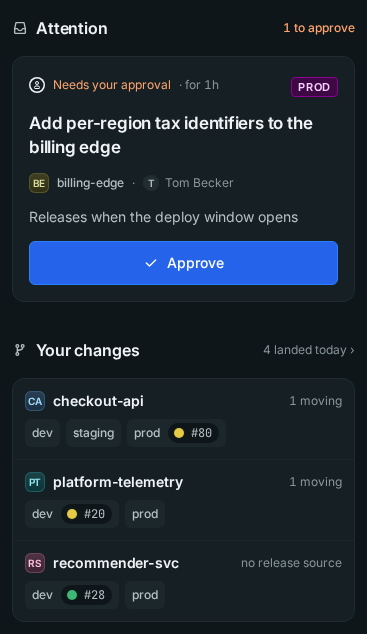 Attention
1 to approve
Needs your approval · for 1h
PROD
Add per-region tax identifiers to the
billing edge
BE billing-edge · T Tom Becker
Releases when the deploy window opens
Approve
Your changes
4 landed today ›
CA checkout-api 1 moving
dev staging prod #80
PT platform-telemetry 1 moving
dev #20 prod
RS recommender-svc no release source
dev #28 prod